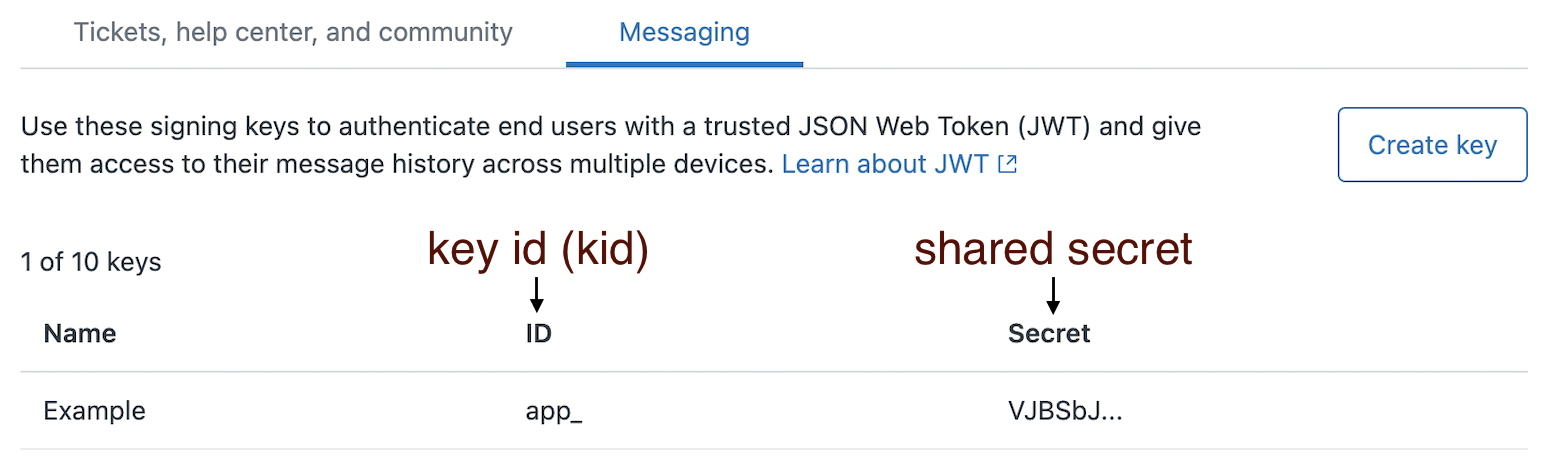 Tickets, help center, and community Messaging
Use these signing keys to authenticate end users with a trusted JSON Web Token (JWT) and give
them access to their message history across multiple devices. Learn about JWT
Create key
key id (kid) shared secret
1 of 10 keys
Name ID Secret
Example app_ VJBSbJ...